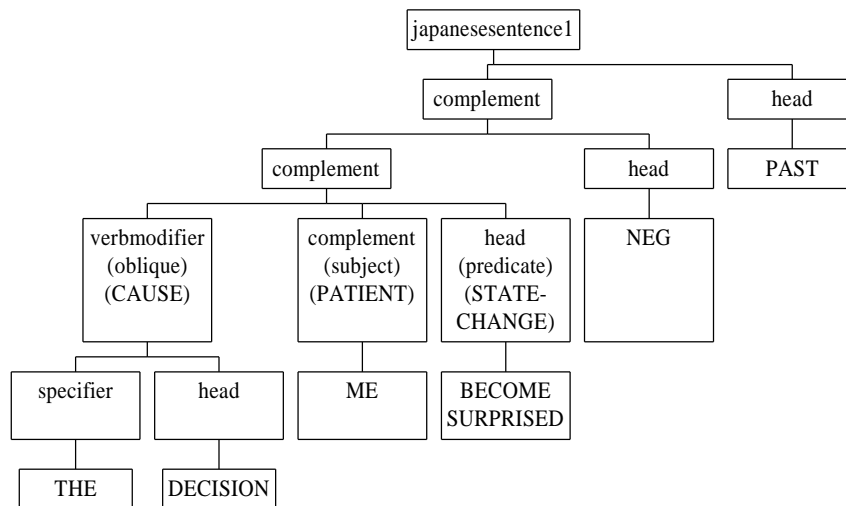 japanesesentence1
complement
head
complement
head
PAST
verbmodifier
(oblique)
(CAUSE)
complement
(subject)
(PATIENT)
head
(predicate)
(STATE-
CHANGE)
NEG
specifier
head
ME
BECOME
SURPRISED
THE
DECISION